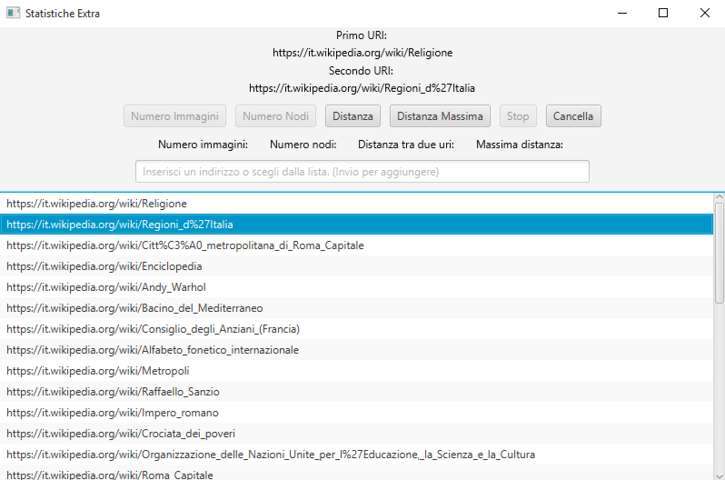 Statistiche Extra
Primo URI:
https://it.wikipedia.org/wiki/Religione
Secondo URI:
https://it.wikipedia.org/wiki/Regioni_d%27Italia
Numero Immagini Numero Nodi Distanza Distanza Massima Stop Cancella
Numero immagini: Numero nodi: Distanza tra due uri: Massima distanza:
Inserisci un indirizzo o scegli dalla lista. (Invio per aggiungere)
https://it.wikipedia.org/wiki/Religione
https://it.wikipedia.org/wiki/Regioni_d%27Italia
https://it.wikipedia.org/wiki/Citt%C3%A0_metropolitana_di_Roma_Capitale
https://it.wikipedia.org/wiki/Enciclopedia
https://it.wikipedia.org/wiki/Andy_Warhol
https://it.wikipedia.org/wiki/Bacino_del_Mediterraneo
https://it.wikipedia.org/wiki/Consiglio_degli_Anziani_(Francia)
https://it.wikipedia.org/wiki/Alfabeto_fonetico_internazionale
https://it.wikipedia.org/wiki/Metropoli
https://it.wikipedia.org/wiki/Raffaello_Sanzio
https://it.wikipedia.org/wiki/Impero_romano
https://it.wikipedia.org/wiki/Crociata_dei_poveri
https://it.wikipedia.org/wiki/Organizzazione_delle_Nazioni_Unite_per_l%27Educazione,_la_Scienza_e_la_Cultura
https://it.wikipedia.org/wiki/Roma_Capitale